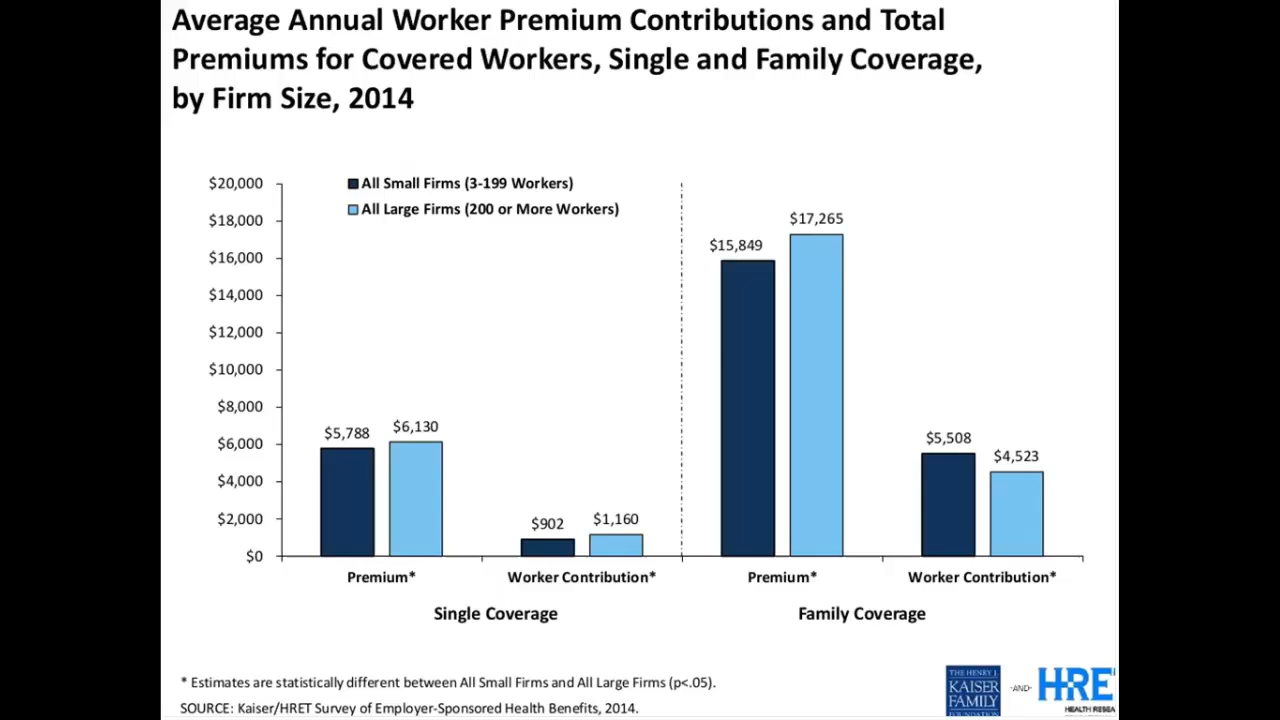 Average Annual Worker Premium Contributions and Total
Premiums for Covered Workers, Single and Family Coverage,
by Firm Size, 2014
All Small Firms (3-199 Workers)
All Large Firms (200 or More Workers)
$20,000
$18,000
$16,000
$14,000
$12,000
$10,000
$8,000
$6,000
$4,000
$2,000
$0
$5,788
$6,130
$902
$1,160
$15,849
$17,265
$5,508
$4,523
Premium*
Worker Contribution*
Premium*
Worker Contribution*
Single Coverage
Family Coverage
* Estimates are statistically different between All Small Firms and All Large Firms (p<.05).
SOURCE: Kaiser/HRET Survey of Employer-Sponsored Health Benefits, 2014.
THE HENRY J.
KAISER
FAMILY
FOUNDATION
-AND-
HRE
HEALTH RESEA